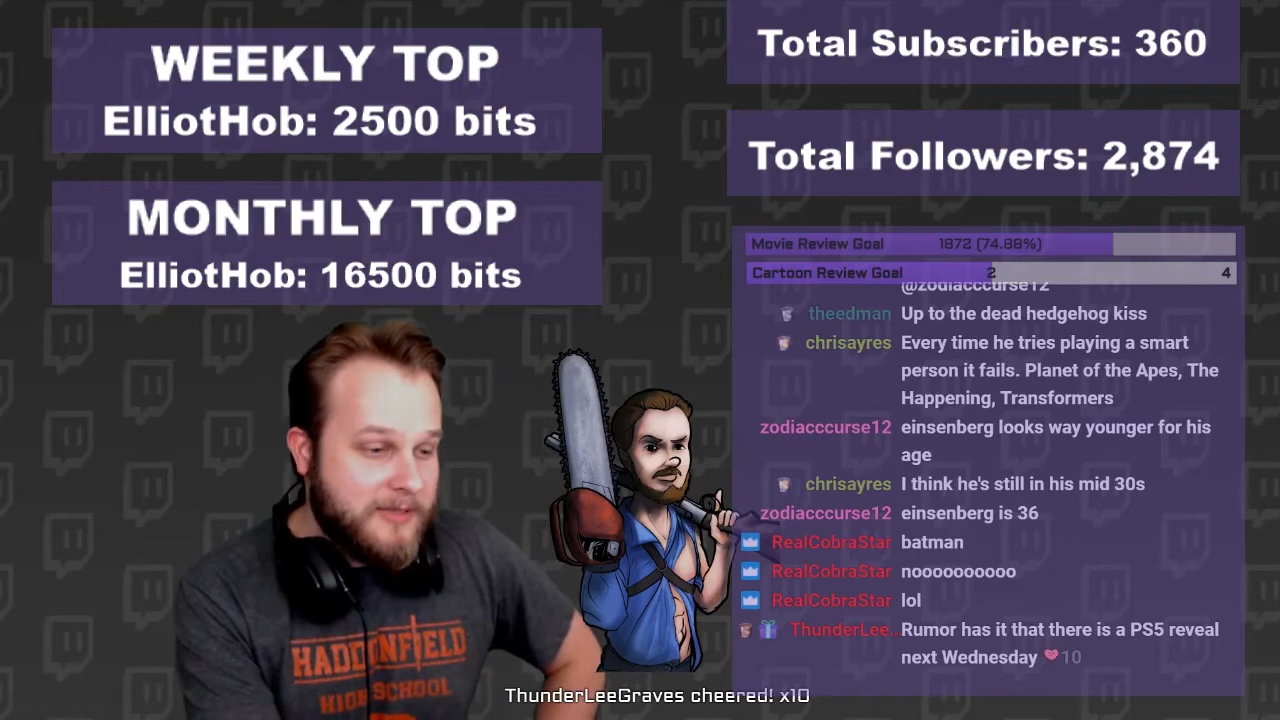 WEEKLY TOP
ElliotHob: 2500 bits
MONTHLY TOP
ElliotHob: 16500 bits
Total Subscribers: 360
Total Followers: 2,874
Movie Review Goal 1872 (74.88%)
Cartoon Review Goal 2 4
@zodiacccurse12
theedman Up to the dead hedgehog kiss
chrisayres Every time he tries playing a smart
person it fails. Planet of the Apes, The
Happening, Transformers
zodiacccurse12 einsenberg looks way younger for his
age
chrisayres I think he's still in his mid 30s
zodiacccurse12 einsenberg is 36
RealCobraStar batman
RealCobraStar noooooooooo
RealCobraStar lol
ThunderLee... Rumor has it that there is a PS5 reveal
next Wednesday 10
HADDONFIELD
HIGH SCHOOL
ThunderLeeGraves cheered! x10